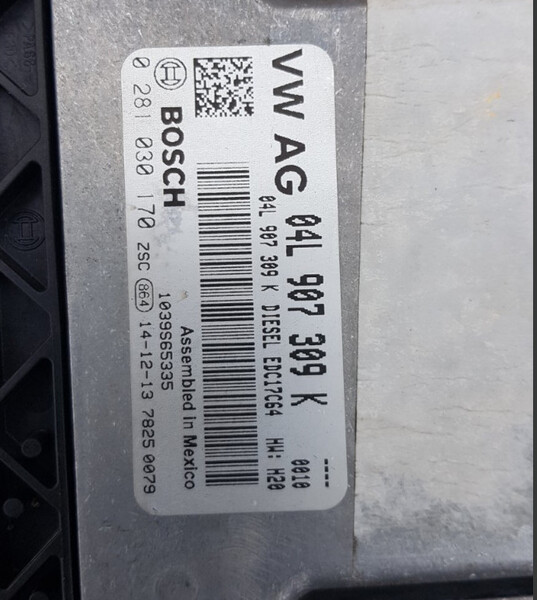 VW AG 04L 907 309 K ----
04L 907 309 K DIESEL EDC17C64 HW: H20 0010
Assembled in Mexico
BOSCH 1039S65335
0 281 030 170 ZSC 864 14-12-13 7825 0079